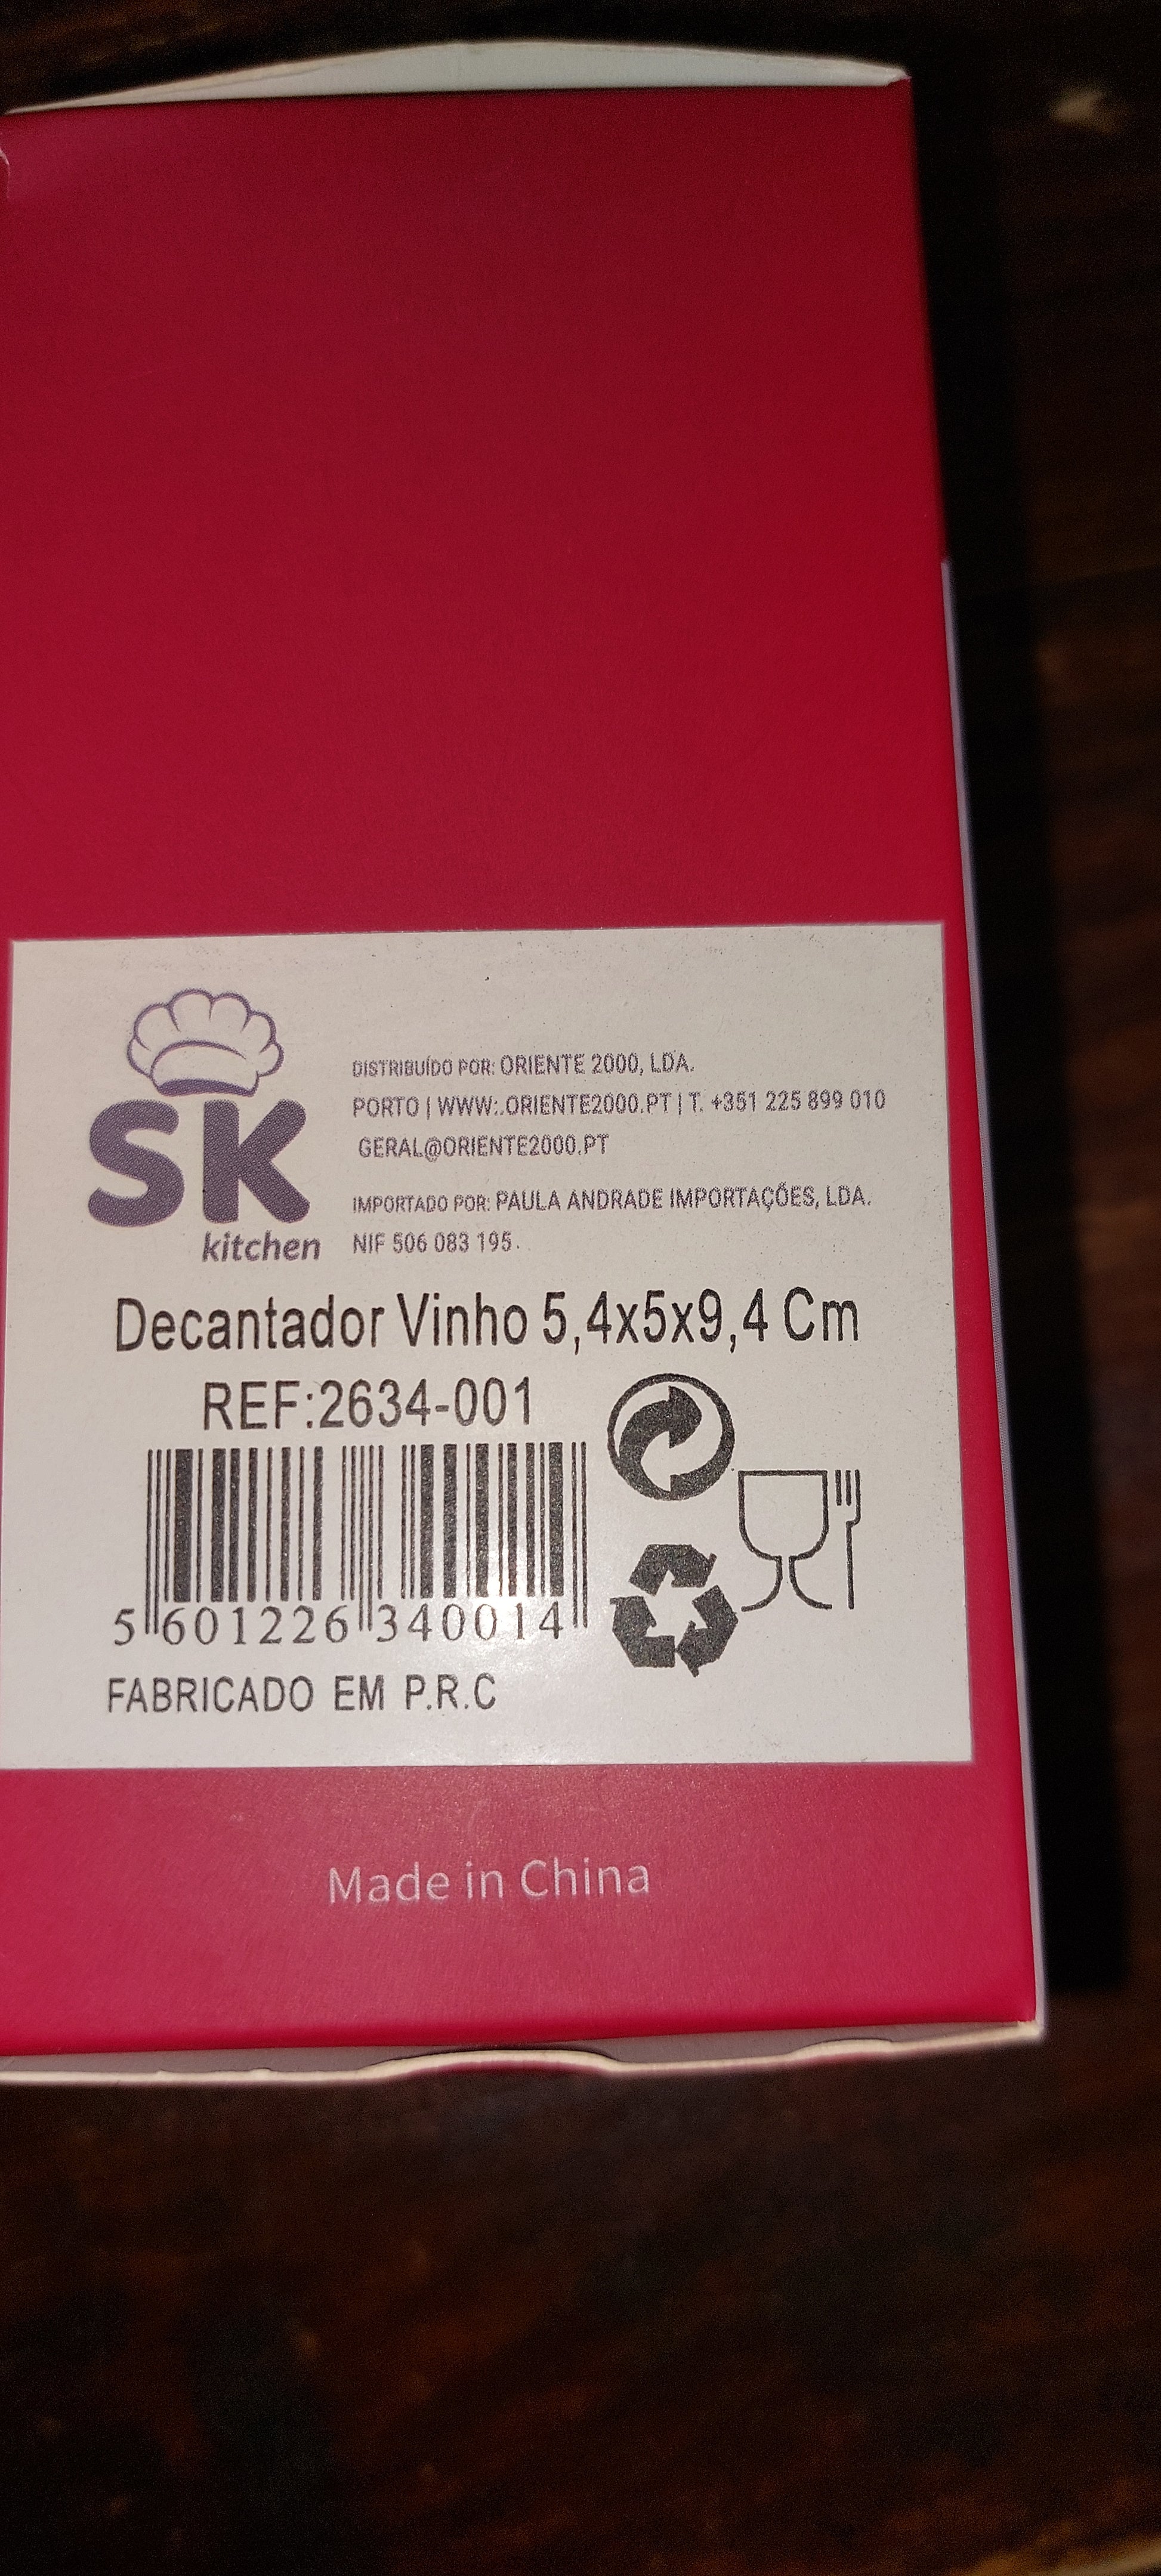 SK
kitchen
DISTRIBUÍDO POR: ORIENTE 2000, LDA.
PORTO | WWW:.ORIENTE2000.PT | T. +351 225 899 010
GERAL@ORIENTE2000.PT
IMPORTADO POR: PAULA ANDRADE IMPORTAÇÕES, LDA.
NIF 506 083 195.
Decantador Vinho 5,4x5x9,4 Cm
REF:2634-001
5 601226 340014
FABRICADO EM P.R.C
Made in China